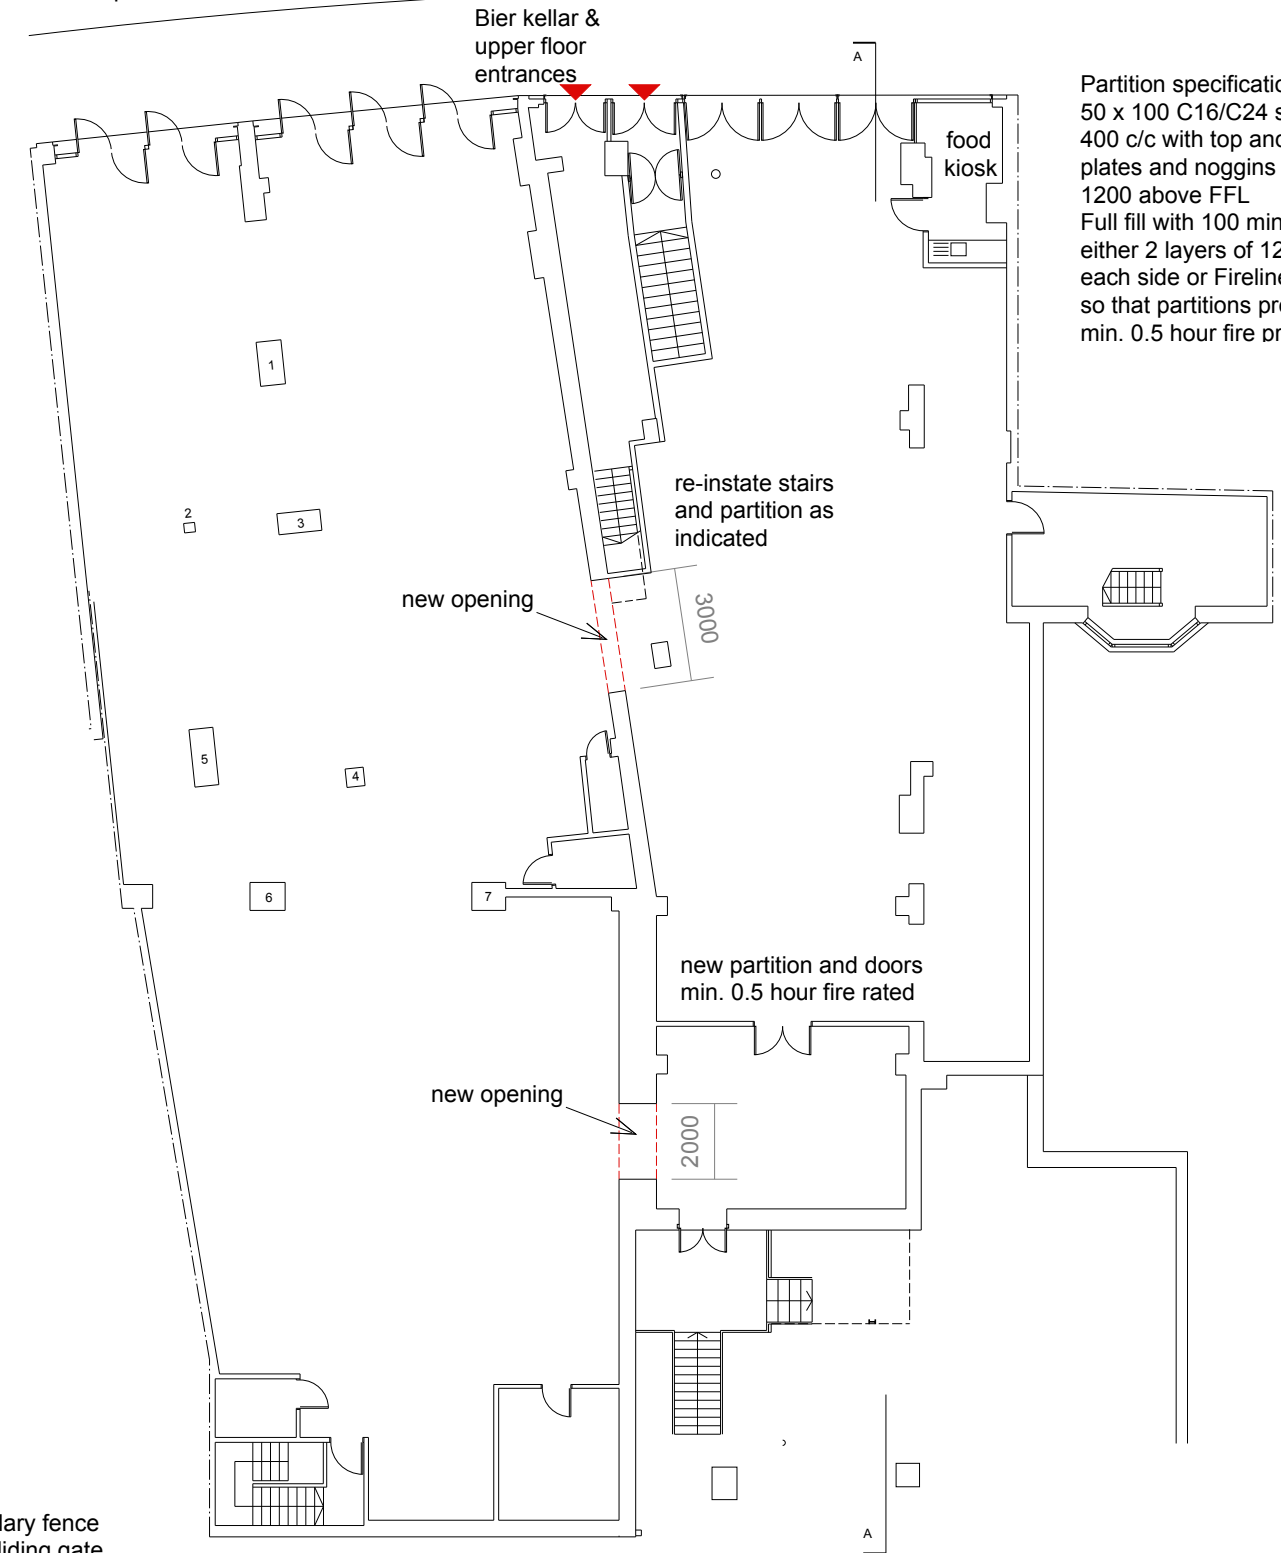 Bier kellar &
upper floor
entrances
A
Partition specificatio
50 x 100 C16/C24 s
400 c/c with top and
plates and noggins
1200 above FFL
Full fill with 100 min
either 2 layers of 12
each side or Fireline
so that partitions pr
min. 0.5 hour fire pr
food
kiosk
1
2
3
re-instate stairs
and partition as
indicated
new opening
3000
5
4
6
7
new partition and doors
min. 0.5 hour fire rated
new opening
2000
A
lary fence
liding gate